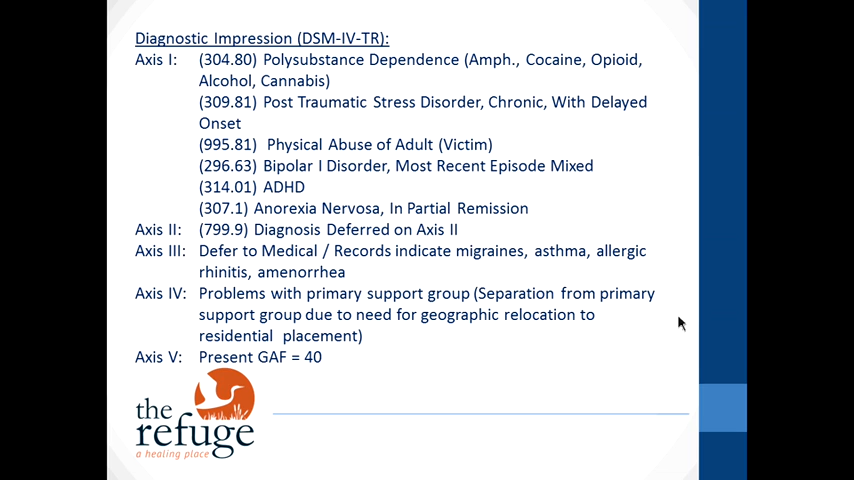 Diagnostic Impression (DSM-IV-TR):
Axis I: (304.80) Polysubstance Dependence (Amph., Cocaine, Opioid,
Alcohol, Cannabis)
(309.81) Post Traumatic Stress Disorder, Chronic, With Delayed
Onset
(995.81) Physical Abuse of Adult (Victim)
(296.63) Bipolar I Disorder, Most Recent Episode Mixed
(314.01) ADHD
(307.1) Anorexia Nervosa, In Partial Remission
Axis II: (799.9) Diagnosis Deferred on Axis II
Axis III: Defer to Medical / Records indicate migraines, asthma, allergic
rhinitis, amenorrhea
Axis IV: Problems with primary support group (Separation from primary
support group due to need for geographic relocation to
residential placement)
Axis V: Present GAF = 40
the
refuge
a healing place